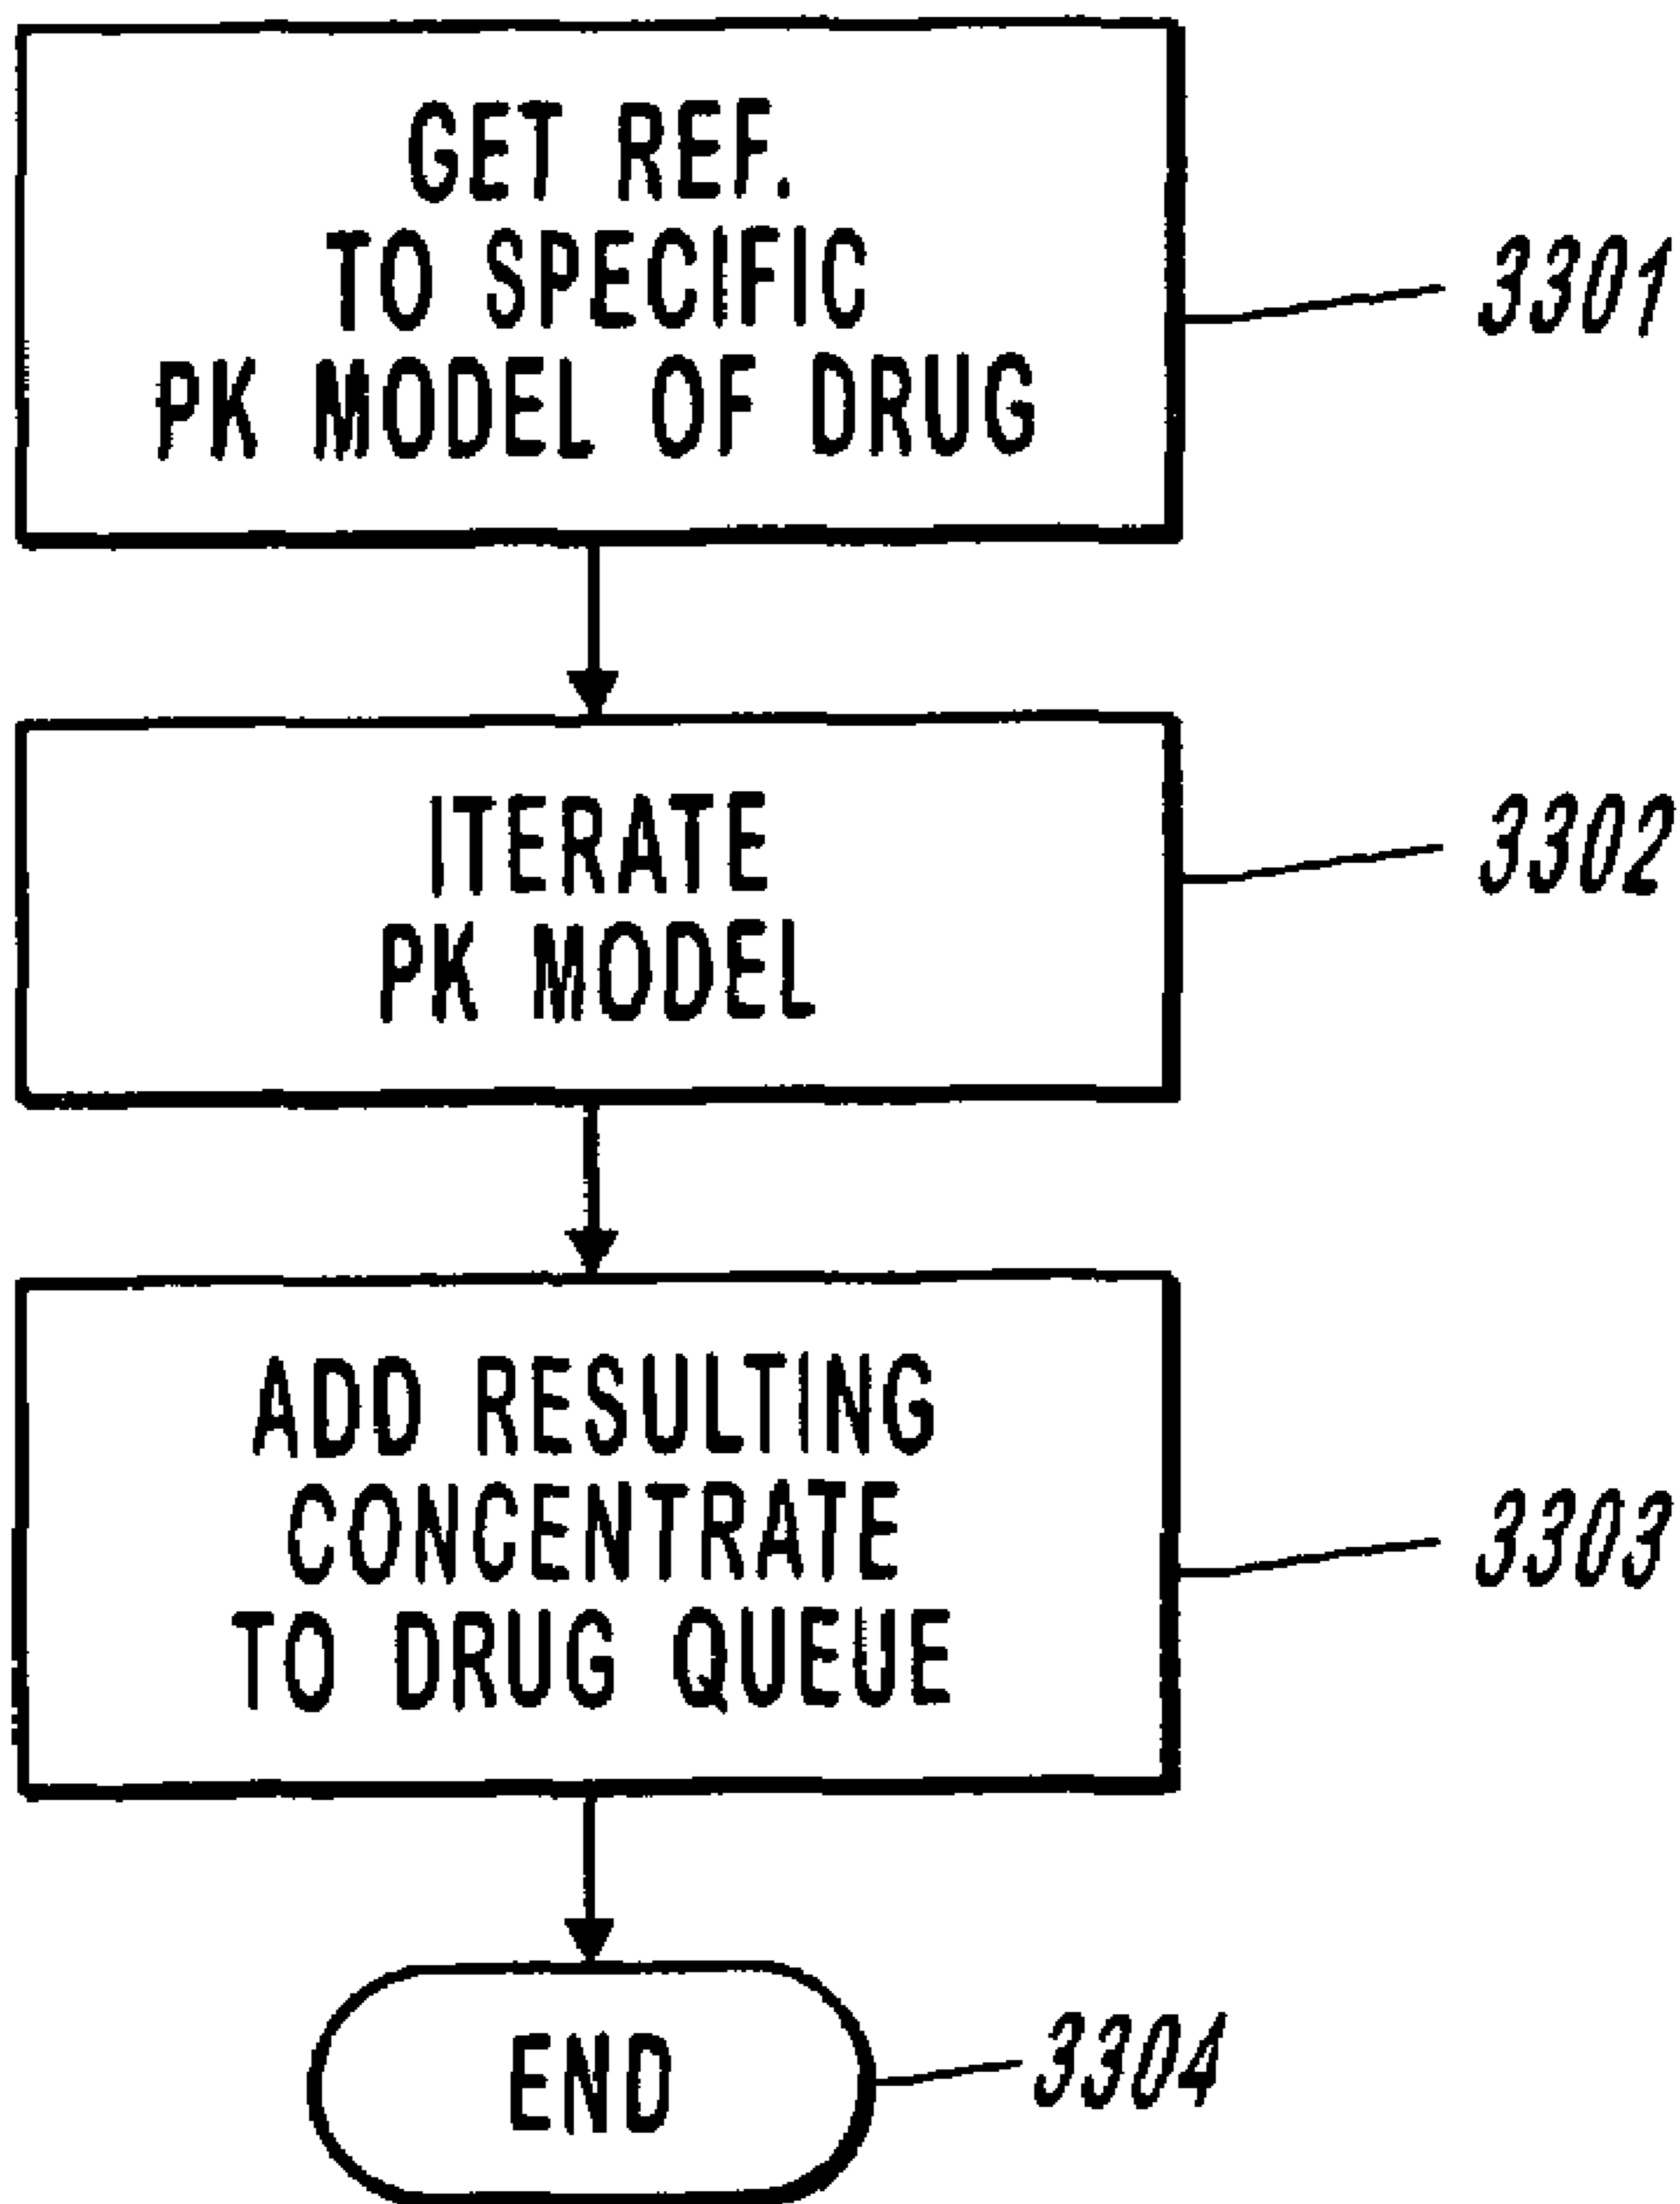 GET REF.
TO SPECIFIC
PK MODEL OF DRUG
3301
ITERATE
PK MODEL
3302
ADD RESULTING
CONCENTRATE
TO DRUG QUEUE
3303
END
3304